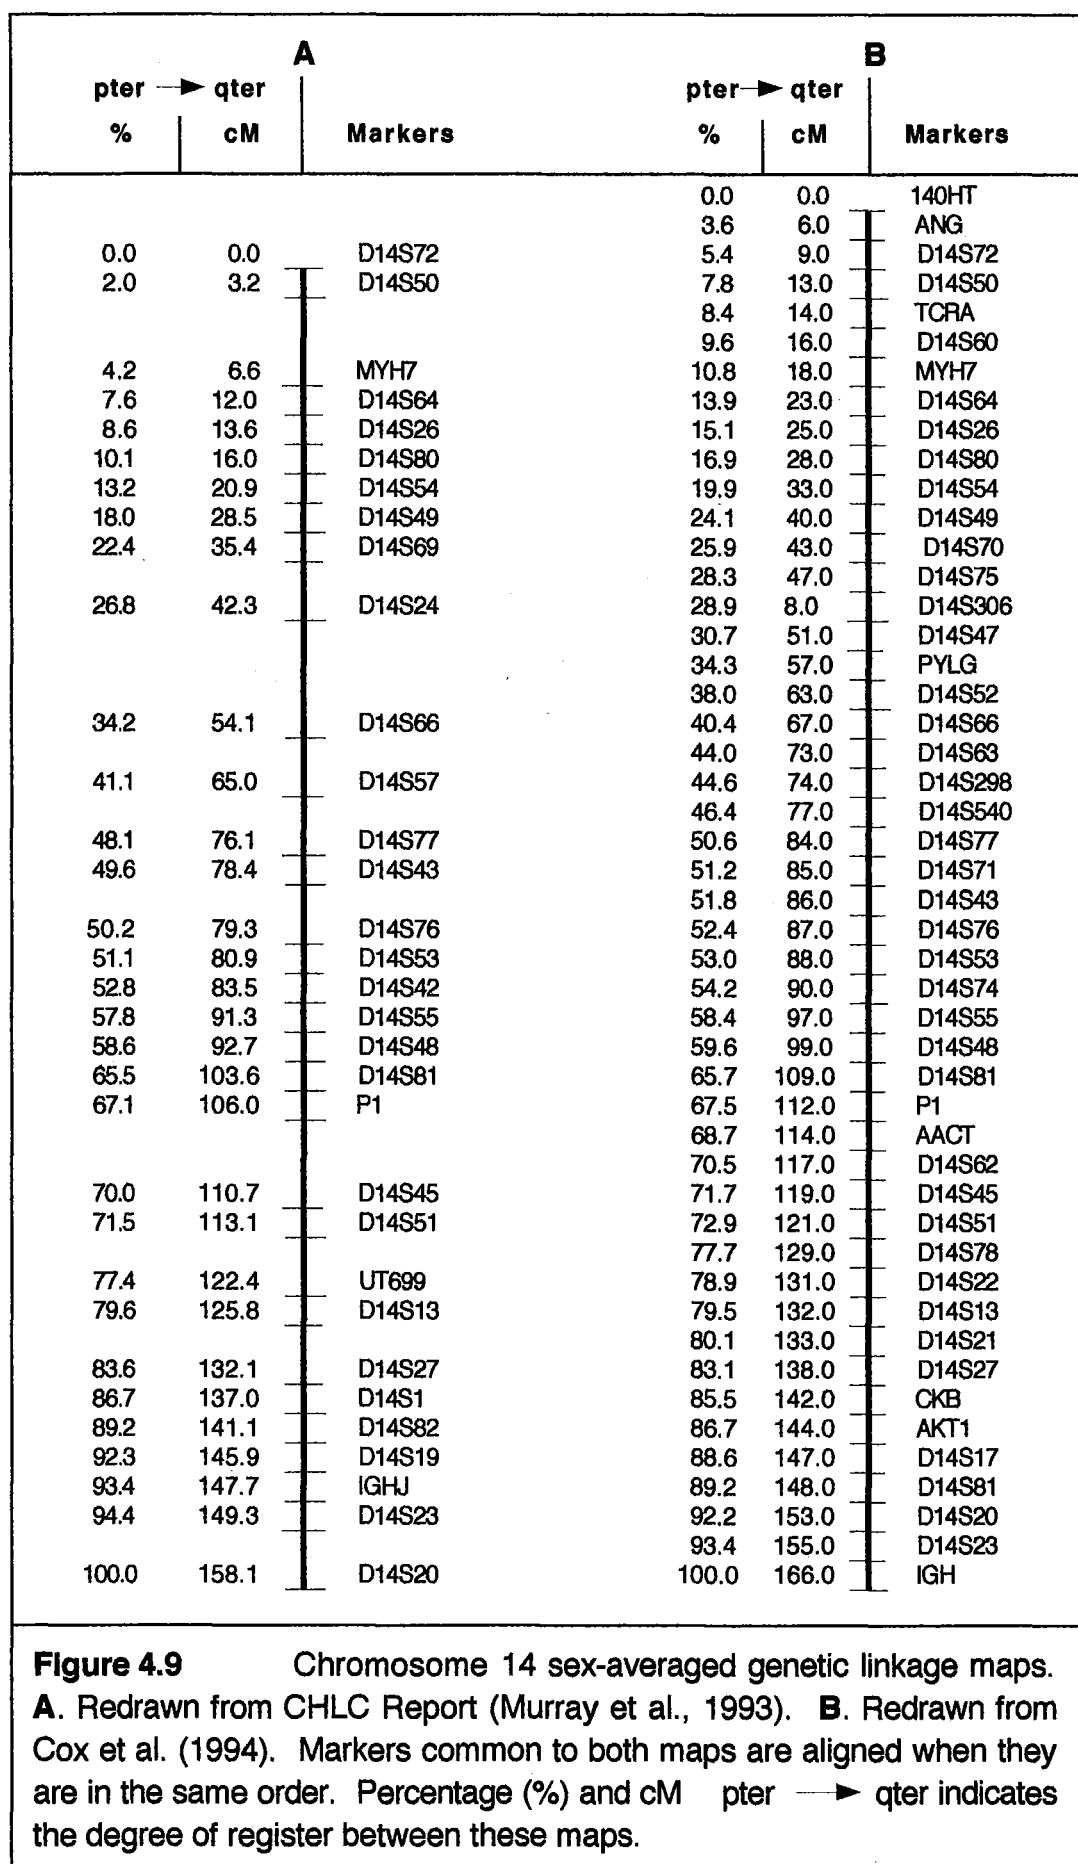 A B
pter → qter pter → qter
% cM Markers % cM Markers
0.0 0.0 140HT
3.6 6.0 ANG
0.0 0.0 D14S72 5.4 9.0 D14S72
2.0 3.2 D14S50 7.8 13.0 D14S50
8.4 14.0 TCRA
9.6 16.0 D14S60
4.2 6.6 MYH7 10.8 18.0 MYH7
7.6 12.0 D14S64 13.9 23.0 D14S64
8.6 13.6 D14S26 15.1 25.0 D14S26
10.1 16.0 D14S80 16.9 28.0 D14S80
13.2 20.9 D14S54 19.9 33.0 D14S54
18.0 28.5 D14S49 24.1 40.0 D14S49
22.4 35.4 D14S69 25.9 43.0 D14S70
28.3 47.0 D14S75
26.8 42.3 D14S24 28.9 8.0 D14S306
30.7 51.0 D14S47
34.3 57.0 PYLG
38.0 63.0 D14S52
34.2 54.1 D14S66 40.4 67.0 D14S66
44.0 73.0 D14S63
41.1 65.0 D14S57 44.6 74.0 D14S298
46.4 77.0 D14S540
48.1 76.1 D14S77 50.6 84.0 D14S77
49.6 78.4 D14S43 51.2 85.0 D14S71
51.8 86.0 D14S43
50.2 79.3 D14S76 52.4 87.0 D14S76
51.1 80.9 D14S53 53.0 88.0 D14S53
52.8 83.5 D14S42 54.2 90.0 D14S74
57.8 91.3 D14S55 58.4 97.0 D14S55
58.6 92.7 D14S48 59.6 99.0 D14S48
65.5 103.6 D14S81 65.7 109.0 D14S81
67.1 106.0 P1 67.5 112.0 P1
68.7 114.0 AACT
70.5 117.0 D14S62
70.0 110.7 D14S45 71.7 119.0 D14S45
71.5 113.1 D14S51 72.9 121.0 D14S51
77.7 129.0 D14S78
77.4 122.4 UT699 78.9 131.0 D14S22
79.6 125.8 D14S13 79.5 132.0 D14S13
80.1 133.0 D14S21
83.6 132.1 D14S27 83.1 138.0 D14S27
86.7 137.0 D14S1 85.5 142.0 CKB
89.2 141.1 D14S82 86.7 144.0 AKT1
92.3 145.9 D14S19 88.6 147.0 D14S17
93.4 147.7 IGHJ 89.2 148.0 D14S81
94.4 149.3 D14S23 92.2 153.0 D14S20
93.4 155.0 D14S23
100.0 158.1 D14S20 100.0 166.0 IGH
Figure 4.9 Chromosome 14 sex-averaged genetic linkage maps.
A. Redrawn from CHLC Report (Murray et al., 1993). B. Redrawn from
Cox et al. (1994). Markers common to both maps are aligned when they
are in the same order. Percentage (%) and cM pter → qter indicates
the degree of register between these maps.